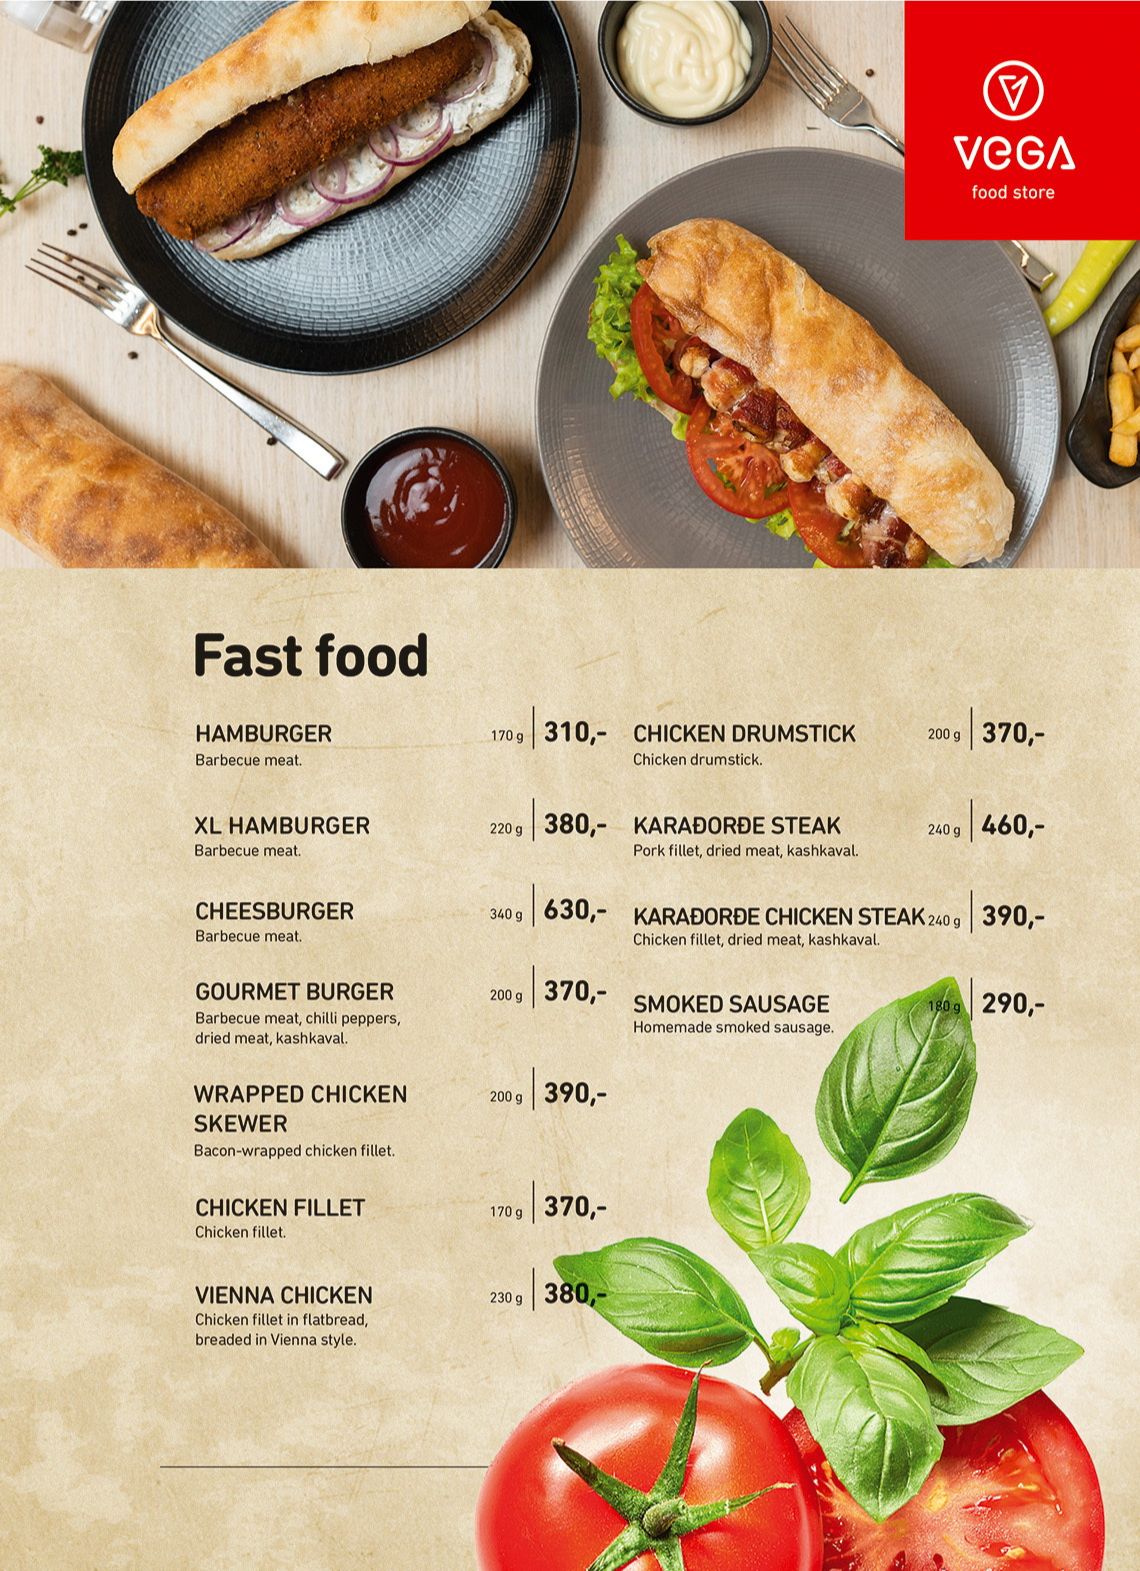 VEGA
food store
Fast food
HAMBURGER 170 g 310,-
Barbecue meat.
XL HAMBURGER 220 g 380,-
Barbecue meat.
CHEESBURGER 340 g 630,-
Barbecue meat.
GOURMET BURGER 200 g 370,-
Barbecue meat, chilli peppers,
dried meat, kashkaval.
WRAPPED CHICKEN 200 g 390,-
SKEWER
Bacon-wrapped chicken fillet.
CHICKEN FILLET 170 g 370,-
Chicken fillet.
VIENNA CHICKEN 230 g 380,-
Chicken fillet in flatbread,
breaded in Vienna style.
CHICKEN DRUMSTICK 200 g 370,-
Chicken drumstick.
KARAĐORĐE STEAK 240 g 460,-
Pork fillet, dried meat, kashkaval.
KARAĐORĐE CHICKEN STEAK 240 g 390,-
Chicken fillet, dried meat, kashkaval.
SMOKED SAUSAGE 180 g 290,-
Homemade smoked sausage.